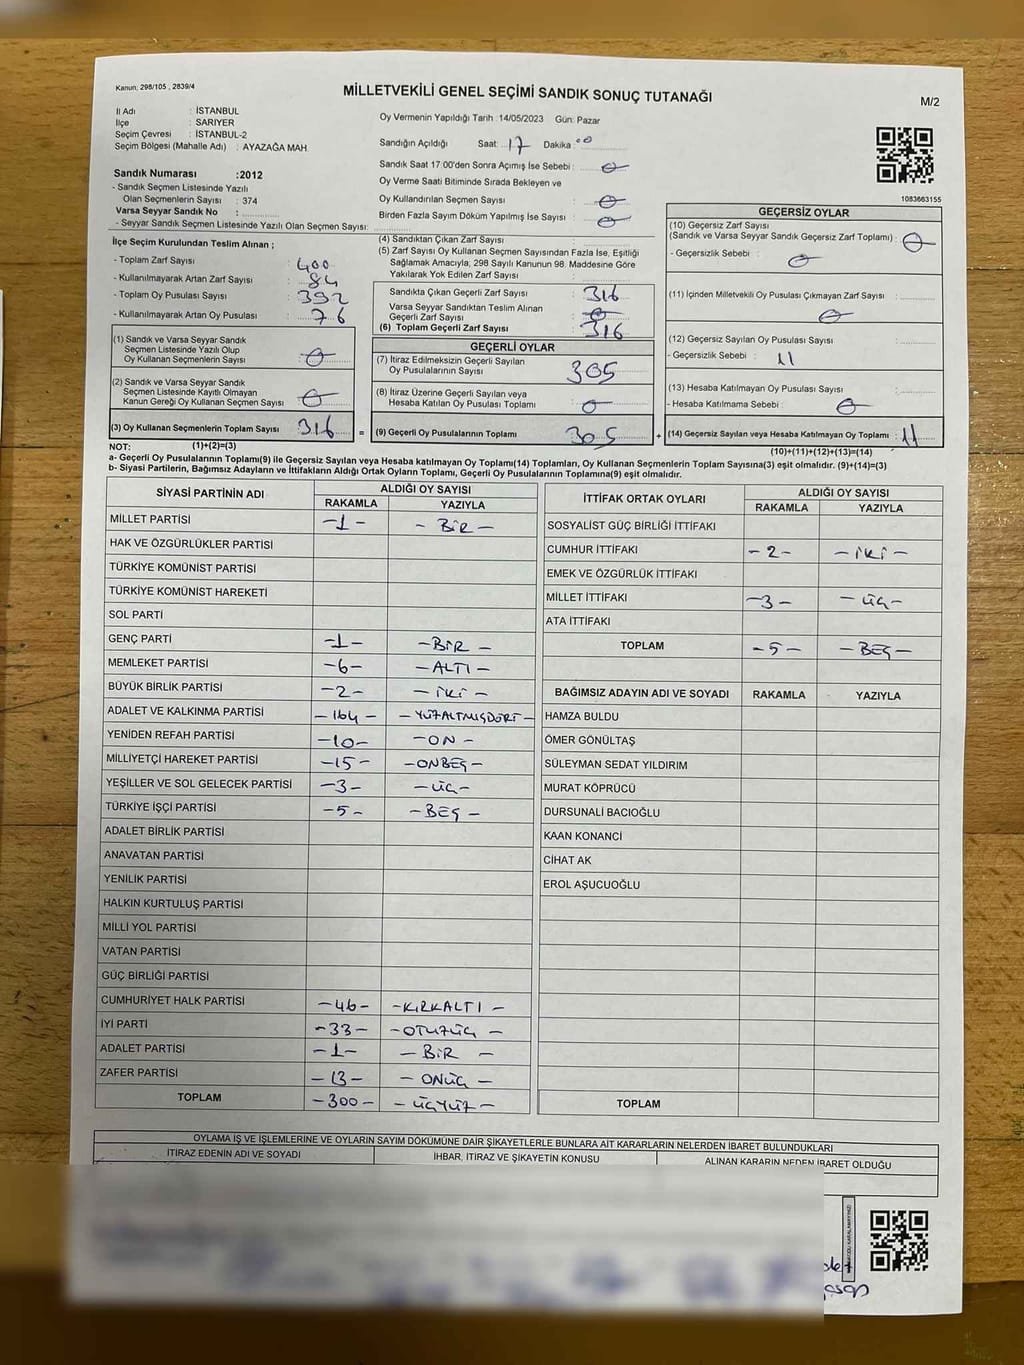 Kanun: 298/105 , 2839/4
MİLLETVEKİLİ GENEL SEÇİMİ SANDIK SONUÇ TUTANAĞI
M/2
İl Adı : İSTANBUL
İlçe : SARIYER
Seçim Çevresi : İSTANBUL-2
Seçim Bölgesi (Mahalle Adı) : AYAZAĞA MAH.
Sandık Numarası :2012
- Sandık Seçmen Listesinde Yazılı
Olan Seçmenlerin Sayısı : 374
Varsa Seyyar Sandık No :
- Seyyar Sandık Seçmen Listesinde Yazılı Olan Seçmen Sayısı:
Oy Vermenin Yapıldığı Tarih :14/05/2023 Gün: Pazar
Sandığın Açıldığı Saat: 17 Dakika: 00
Sandık Saat 17:00'den Sonra Açımış İse Sebebi : 0
Oy Verme Saati Bitiminde Sırada Bekleyen ve
Oy Kullandırılan Seçmen Sayısı : 0
Birden Fazla Sayım Döküm Yapılmış İse Sayısı : 0
1083663155
İlçe Seçim Kurulundan Teslim Alınan ;
- Toplam Zarf Sayısı : 400
- Kullanılmayarak Artan Zarf Sayısı : 84
- Toplam Oy Pusulası Sayısı : 392
- Kullanılmayarak Artan Oy Pusulası : 76
(1) Sandık ve Varsa Seyyar Sandık
Seçmen Listesinde Yazılı Olup
Oy Kullanan Seçmenlerin Sayısı : 0
(2) Sandık ve Varsa Seyyar Sandık
Seçmen Listesinde Kayıtlı Olmayan
Kanun Gereği Oy Kullanan Seçmen Sayısı : 0
(3) Oy Kullanan Seçmenlerin Toplam Sayısı : 316
(1)+(2)=(3)
(4) Sandıktan Çıkan Zarf Sayısı :
(5) Zarf Sayısı Oy Kullanan Seçmen Sayısından Fazla İse, Eşitliği
Sağlamak Amacıyla, 298 Sayılı Kanunun 98. Maddesine Göre
Yakılarak Yok Edilen Zarf Sayısı :
Sandıkta Çıkan Geçerli Zarf Sayısı : 316
Varsa Seyyar Sandıktan Teslim Alınan
Geçerli Zarf Sayısı : 0
(6) Toplam Geçerli Zarf Sayısı : 316
GEÇERLİ OYLAR
(7) İtiraz Edilmeksizin Geçerli Sayılan
Oy Pusulalarının Sayısı : 305
(8) İtiraz Üzerine Geçerli Sayılan veya
Hesaba Katılan Oy Pusulası Toplamı : 0
= (9) Geçerli Oy Pusulalarının Toplamı : 305
GEÇERSİZ OYLAR
(10) Geçersiz Zarf Sayısı
(Sandık ve Varsa Seyyar Sandık Geçersiz Zarf Toplamı) : 0
- Geçersizlik Sebebi : 0
(11) İçinden Milletvekili Oy Pusulası Çıkmayan Zarf Sayısı : 0
(12) Geçersiz Sayılan Oy Pusulası Sayısı :
- Geçersizlik Sebebi : 11
(13) Hesaba Katılmayan Oy Pusulası Sayısı :
- Hesaba Katılmama Sebebi : 0
+ (14) Geçersiz Sayılan veya Hesaba Katılmayan Oy Toplamı : 11
(10)+(11)+(12)+(13)=(14)
NOT:
a- Geçerli Oy Pusulalarının Toplamı(9) ile Geçersiz Sayılan veya Hesaba katılmayan Oy Toplamı(14) Toplamları, Oy Kullanan Seçmenlerin Toplam Sayısına(3) eşit olmalıdır. (9)+(14)=(3)
b- Siyasi Partilerin, Bağımsız Adayların ve İttifakların Aldığı Ortak Oyların Toplamı, Geçerli Oy Pusulalarının Toplamına(9) eşit olmalıdır.
SİYASİ PARTİNİN ADI ALDIĞI OY SAYISI
RAKAMLA YAZIYLA
MİLLET PARTİSİ -1- - BİR -
HAK VE ÖZGÜRLÜKLER PARTİSİ
TÜRKİYE KOMÜNİST PARTİSİ
TÜRKİYE KOMÜNİST HAREKETİ
SOL PARTİ
GENÇ PARTİ -1- -BİR -
MEMLEKET PARTİSİ -6- -ALTI -
BÜYÜK BİRLİK PARTİSİ -2- - İKİ -
ADALET VE KALKINMA PARTİSİ -164- -YÜZALTMIŞDÖRT-
YENİDEN REFAH PARTİSİ -10- -ON -
MİLLİYETÇİ HAREKET PARTİSİ -15- -ONBEŞ-
YEŞİLLER VE SOL GELECEK PARTİSİ -3- -ÜÇ-
TÜRKİYE İŞÇİ PARTİSİ -5- -BEŞ -
ADALET BİRLİK PARTİSİ
ANAVATAN PARTİSİ
YENİLİK PARTİSİ
HALKIN KURTULUŞ PARTİSİ
MİLLİ YOL PARTİSİ
VATAN PARTİSİ
GÜÇ BİRLİĞİ PARTİSİ
CUMHURİYET HALK PARTİSİ -46- -KIRKALTI -
İYİ PARTİ -33- -OTUZÜÇ -
ADALET PARTİSİ -1- - BİR -
ZAFER PARTİSİ -13- - ONÜÇ -
TOPLAM -300- - ÜÇYÜZ -
İTTİFAK ORTAK OYLARI ALDIĞI OY SAYISI
RAKAMLA YAZIYLA
SOSYALİST GÜÇ BİRLİĞİ İTTİFAKI
CUMHUR İTTİFAKI -2- -İKİ-
EMEK VE ÖZGÜRLÜK İTTİFAKI
MİLLET İTTİFAKI -3- -ÜÇ-
ATA İTTİFAKI
TOPLAM -5- -BEŞ-
BAĞIMSIZ ADAYIN ADI VE SOYADI RAKAMLA YAZIYLA
HAMZA BULDU
ÖMER GÖNÜLTAŞ
SÜLEYMAN SEDAT YILDIRIM
MURAT KÖPRÜCÜ
DURSUNALİ BACIOĞLU
KAAN KONANCİ
CİHAT AK
EROL AŞUCUOĞLU
TOPLAM
OYLAMA İŞ VE İŞLEMLERİNE VE OYLARIN SAYIM DÖKÜMÜNE DAİR ŞİKAYETLERLE BUNLARA AİT KARARLARIN NELERDEN İBARET BULUNDUKLARI
İTİRAZ EDENİN ADI VE SOYADI İHBAR, İTİRAZ VE ŞİKAYETİN KONUSU ALINAN KARARIN NEDEN İBARET OLDUĞU